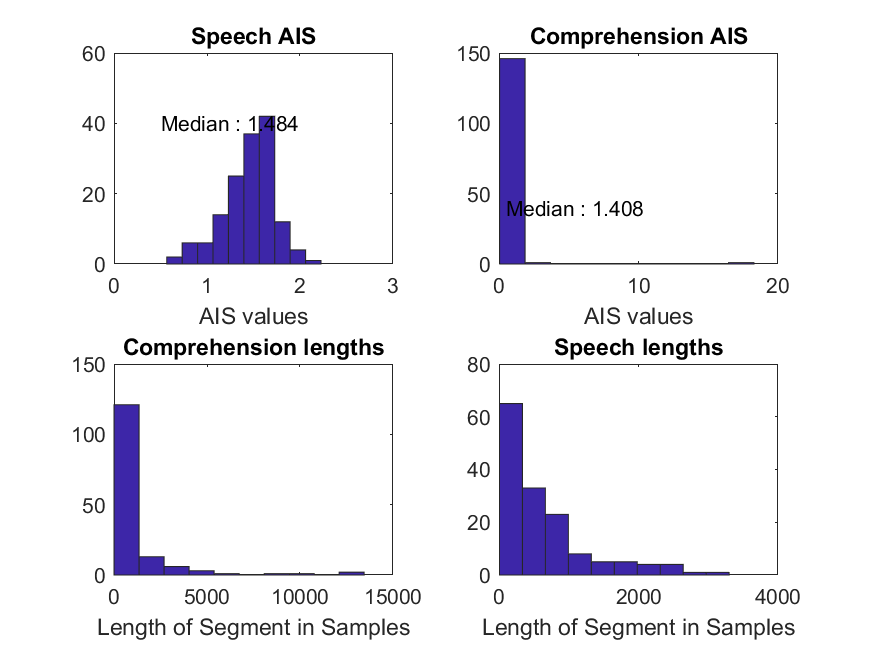 Speech AIS
60
40
20
0
Median : 1.484
0 1 2 3
AIS values
Comprehension AIS
150
100
50
0
Median : 1.408
0 10 20
AIS values
Comprehension lengths
150
100
50
0
0 5000 10000 15000
Length of Segment in Samples
Speech lengths
80
60
40
20
0
0 2000 4000
Length of Segment in Samples